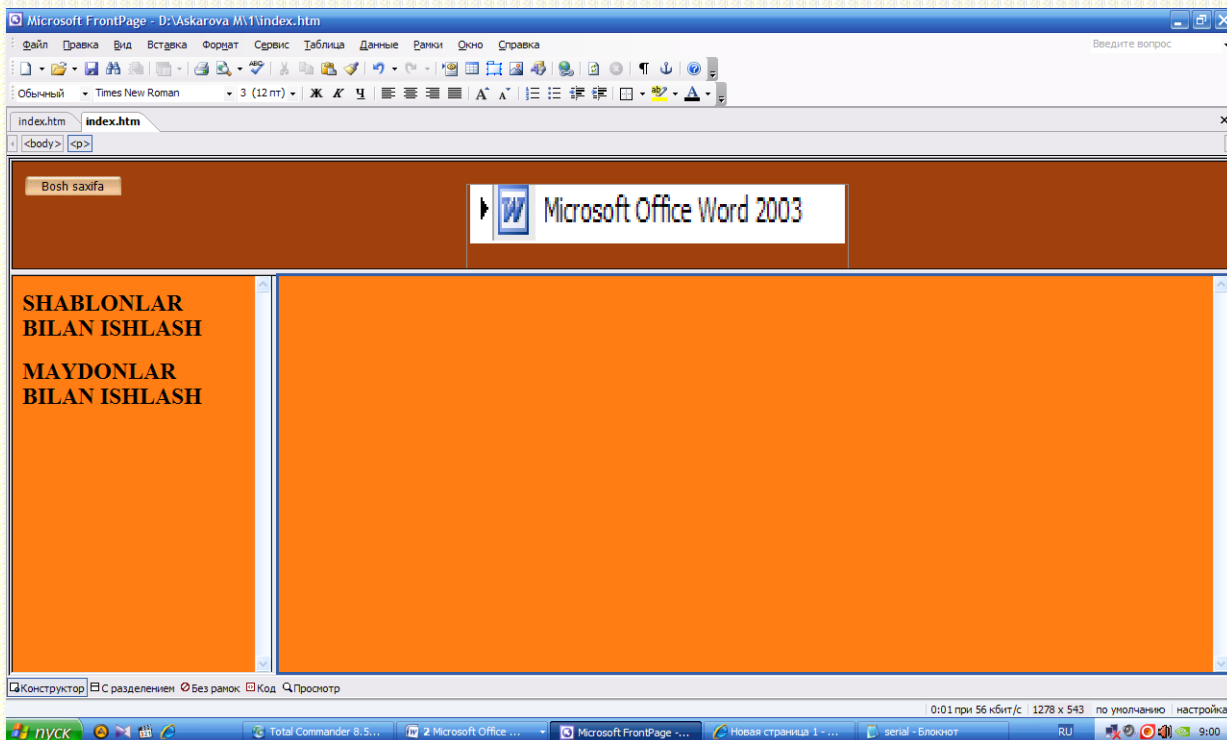 Microsoft FrontPage - D:\Askarova M\1\index.htm
Файл Правка Вид Вставка Формат Сервис Таблица Данные Рамки Окно Справка Введите вопрос
Обычный Times New Roman 3 (12 пт) Ж К Ч
index.htm index.htm
<body> <p>
Bosh saxifa
Microsoft Office Word 2003
SHABLONLAR
BILAN ISHLASH
MAYDONLAR
BILAN ISHLASH
Конструктор С разделением Без рамок Код Просмотр
0:01 при 56 кбит/с 1278 x 543 по умолчанию настройка
пуск Total Commander 8.5... 2 Microsoft Office ... Microsoft FrontPage -... Новая страница 1 - ... serial - Блокнот RU 9:00